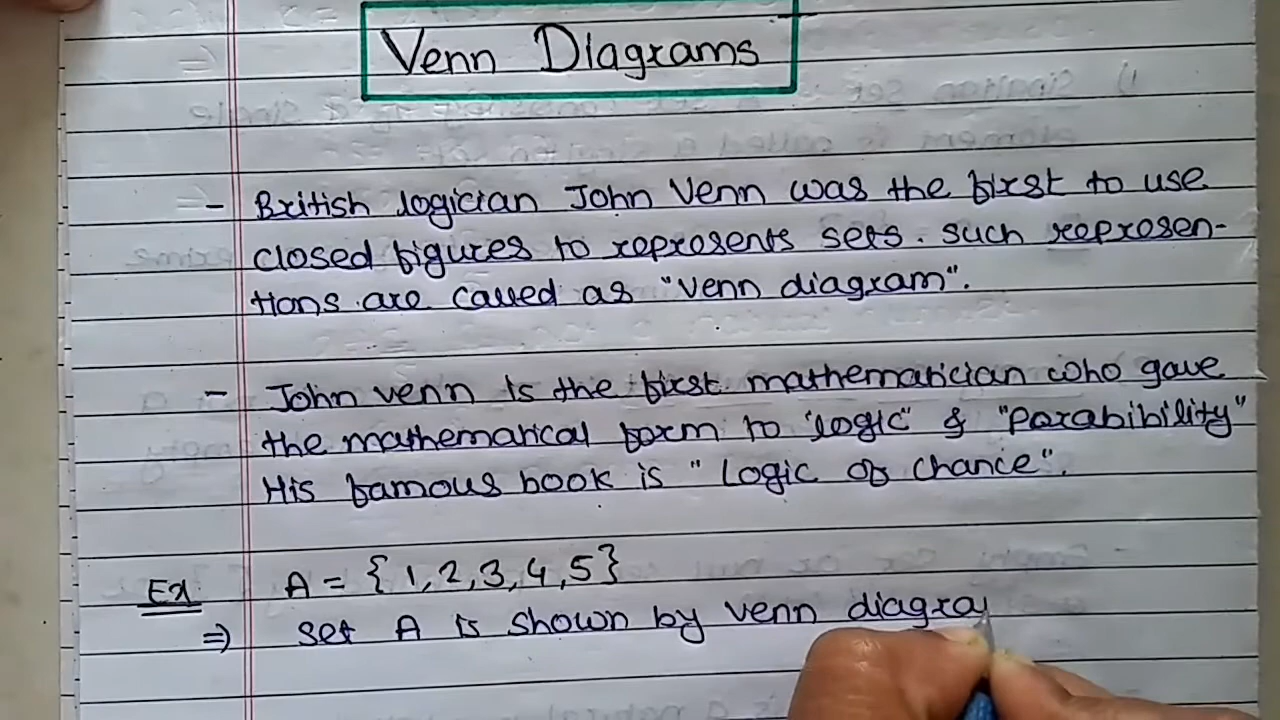 Venn Diagrams
- British logician John Venn was the first to use
closed figures to represents sets. such represen-
tions are called as "Venn diagram".
- John venn is the first mathematician who gave
the mathematical form to "logic" & "Parabibility"
His famous book is "Logic of Chance".
Ex A = {1,2,3,4,5}
⇒ set A is shown by venn diagra